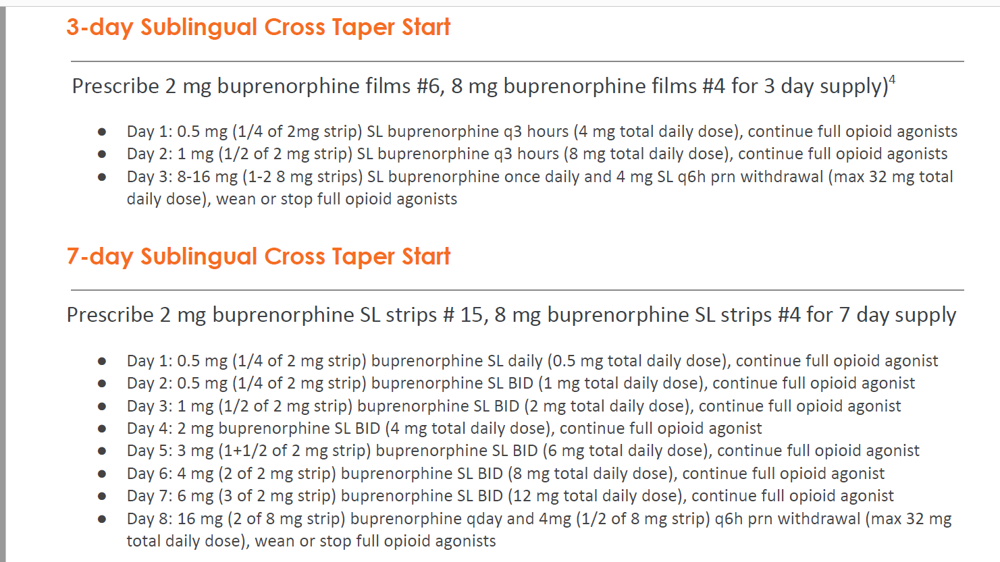 3-day Sublingual Cross Taper Start
Prescribe 2 mg buprenorphine films #6, 8 mg buprenorphine films #4 for 3 day supply)⁴
● Day 1: 0.5 mg (1/4 of 2mg strip) SL buprenorphine q3 hours (4 mg total daily dose), continue full opioid agonists
● Day 2: 1 mg (1/2 of 2 mg strip) SL buprenorphine q3 hours (8 mg total daily dose), continue full opioid agonists
● Day 3: 8-16 mg (1-2 8 mg strips) SL buprenorphine once daily and 4 mg SL q6h prn withdrawal (max 32 mg total
daily dose), wean or stop full opioid agonists
7-day Sublingual Cross Taper Start
Prescribe 2 mg buprenorphine SL strips # 15, 8 mg buprenorphine SL strips #4 for 7 day supply
● Day 1: 0.5 mg (1/4 of 2 mg strip) buprenorphine SL daily (0.5 mg total daily dose), continue full opioid agonist
● Day 2: 0.5 mg (1/4 of 2 mg strip) buprenorphine SL BID (1 mg total daily dose), continue full opioid agonist
● Day 3: 1 mg (1/2 of 2 mg strip) buprenorphine SL BID (2 mg total daily dose), continue full opioid agonist
● Day 4: 2 mg buprenorphine SL BID (4 mg total daily dose), continue full opioid agonist
● Day 5: 3 mg (1+1/2 of 2 mg strip) buprenorphine SL BID (6 mg total daily dose), continue full opioid agonist
● Day 6: 4 mg (2 of 2 mg strip) buprenorphine SL BID (8 mg total daily dose), continue full opioid agonist
● Day 7: 6 mg (3 of 2 mg strip) buprenorphine SL BID (12 mg total daily dose), continue full opioid agonist
● Day 8: 16 mg (2 of 8 mg strip) buprenorphine qday and 4mg (1/2 of 8 mg strip) q6h prn withdrawal (max 32 mg
total daily dose), wean or stop full opioid agonists